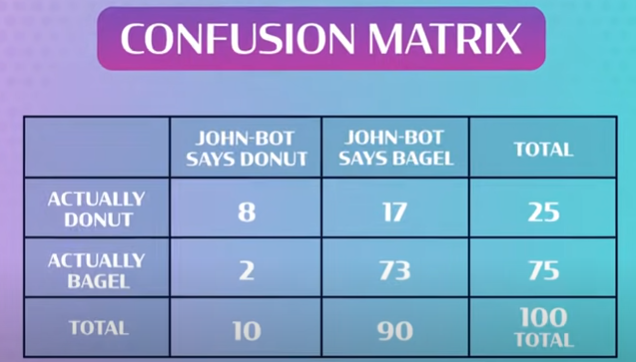 CONFUSION MATRIX
JOHN-BOT SAYS DONUT
JOHN-BOT SAYS BAGEL
TOTAL
ACTUALLY DONUT
8
17
25
ACTUALLY BAGEL
2
73
75
TOTAL
10
90
100 TOTAL